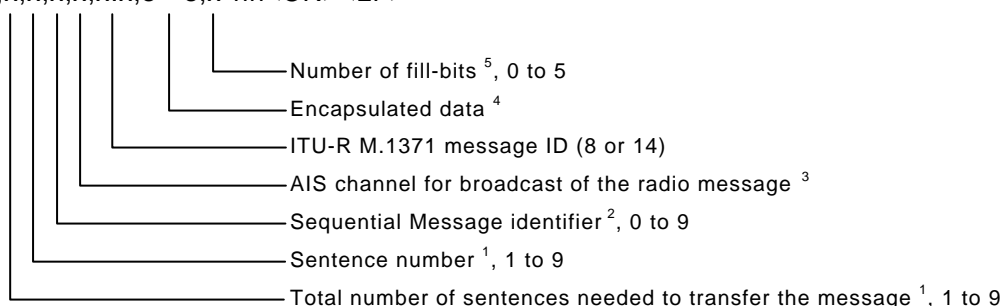 Number of fill-bits 5, 0 to 5
Encapsulated data 4
ITU-R M.1371 message ID (8 or 14)
AIS channel for broadcast of the radio message 3
Sequential Message identifier 2, 0 to 9
Sentence number 1, 1 to 9
Total number of sentences needed to transfer the message 1, 1 to 9